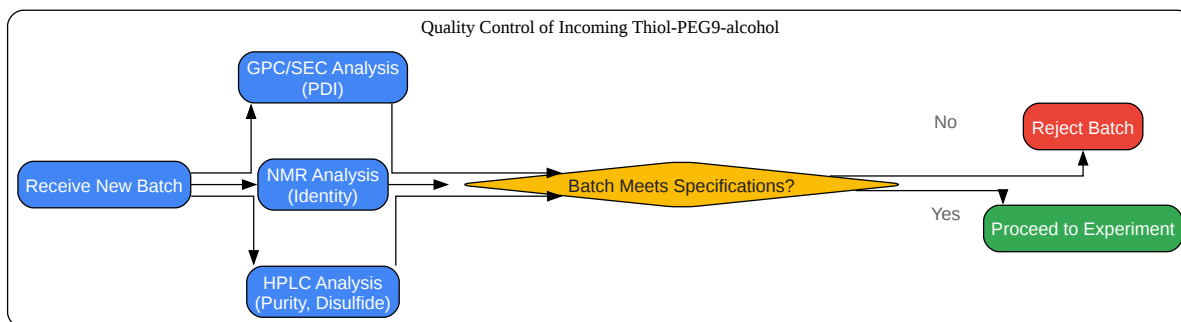 Quality Control of Incoming Thiol-PEG9-alcohol
GPC/SEC Analysis
(PDI)
Receive New Batch
NMR Analysis
(Identity)
HPLC Analysis
(Purity, Disulfide)
Batch Meets Specifications?
No
Reject Batch
Yes
Proceed to Experiment